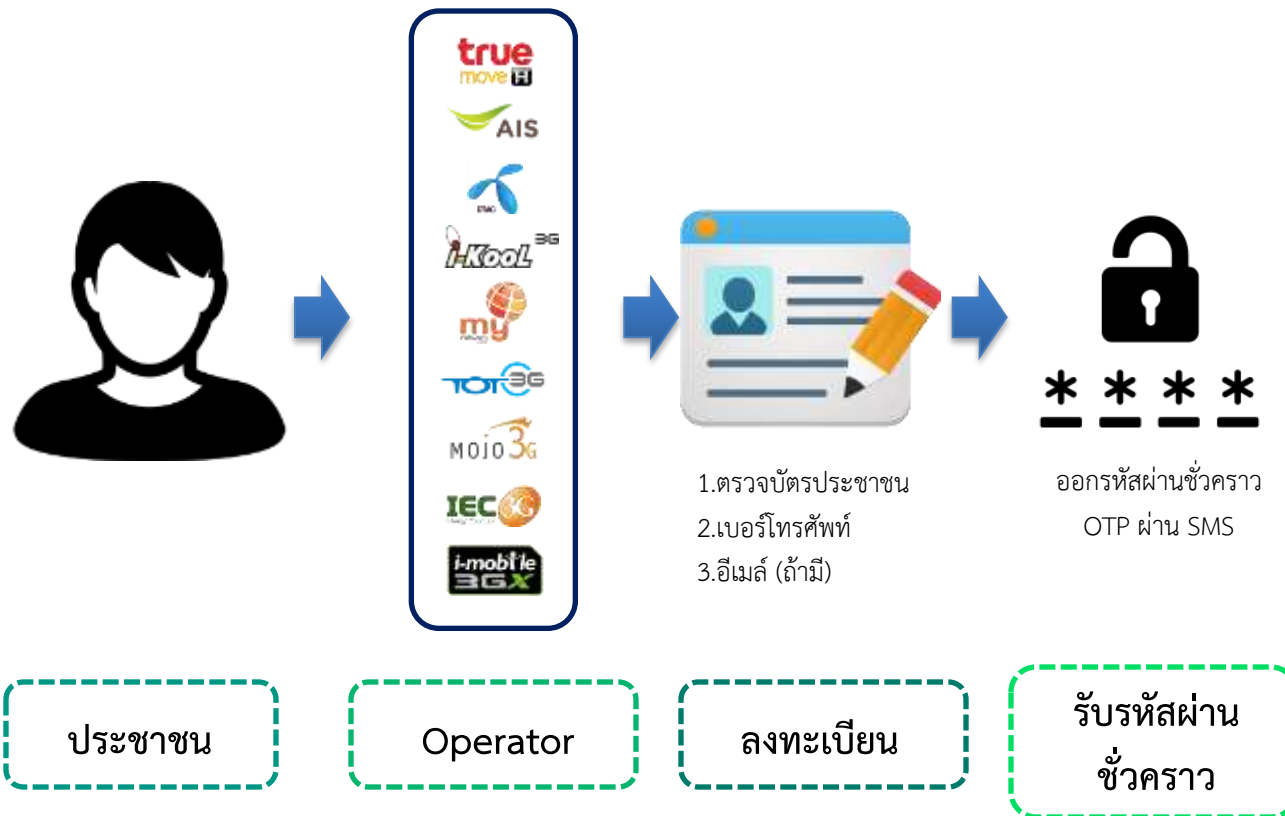 true
move H
AIS
dtac
i-KooL 3G
my
TOT 3G
MOJO 3G
IEC 3G
i-mobile
3GX
1.ตรวจบัตรประชาชน
2.เบอร์โทรศัพท์
3.อีเมล์ (ถ้ามี)
* * * *
ออกรหัสผ่านชั่วคราว
OTP ผ่าน SMS
ประชาชน
Operator
ลงทะเบียน
รับรหัสผ่าน
ชั่วคราว